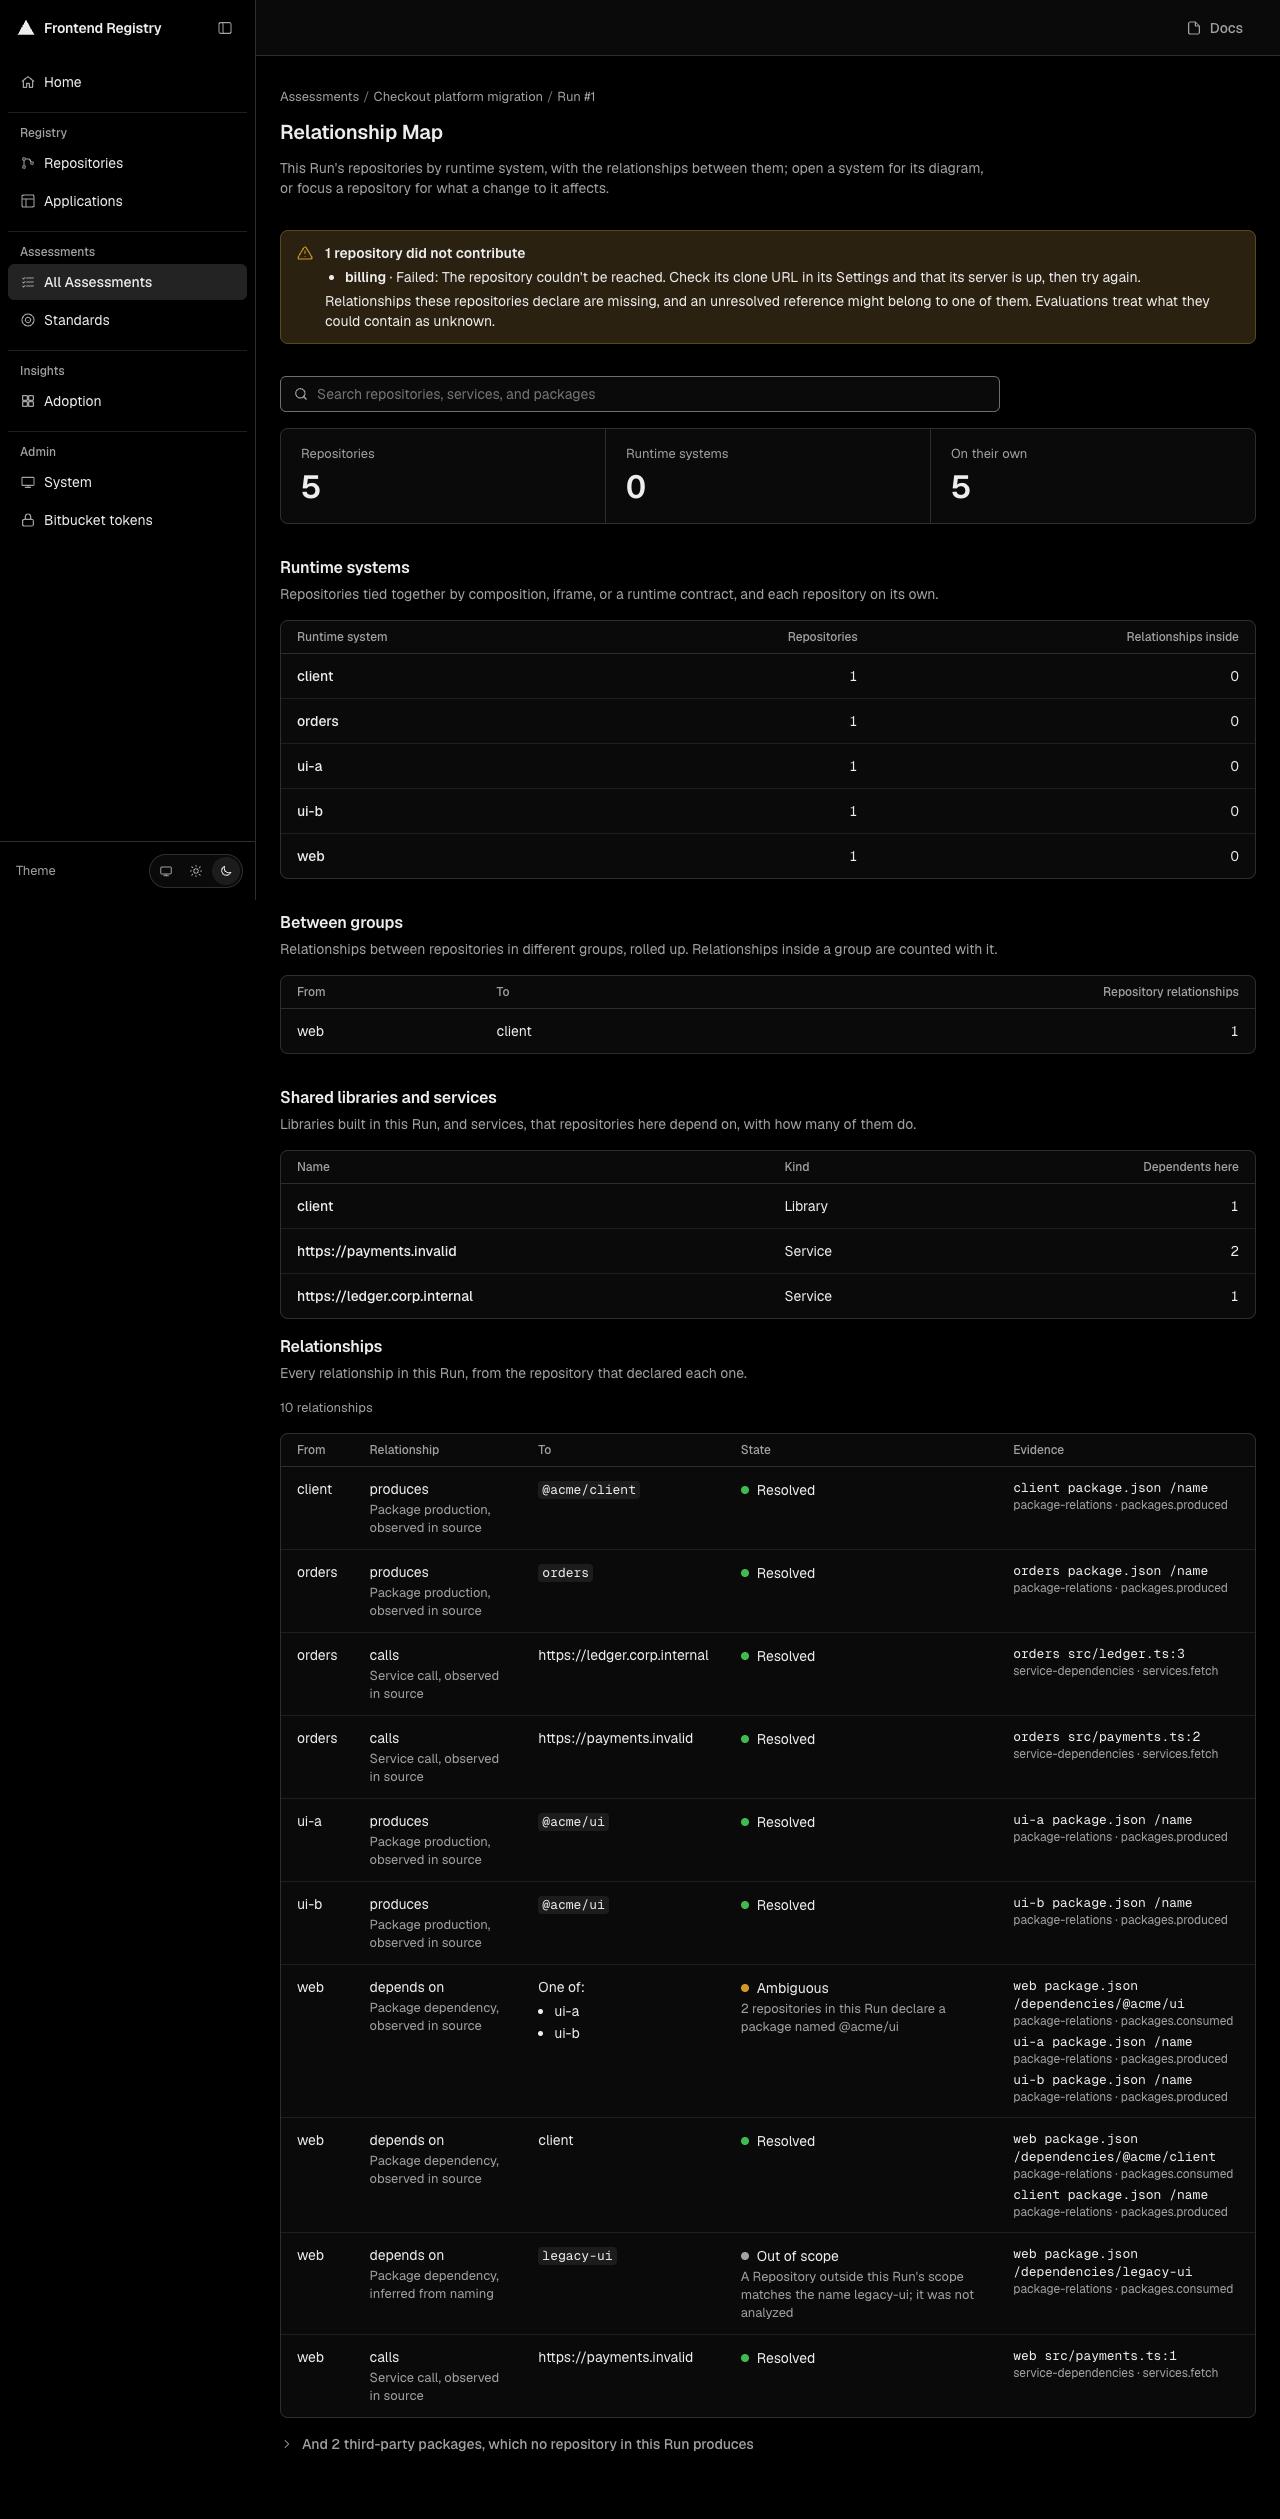 Frontend Registry
Docs
Home
Registry
Repositories
Applications
Assessments
All Assessments
Standards
Insights
Adoption
Admin
System
Bitbucket tokens
Theme
Assessments / Checkout platform migration / Run #1
Relationship Map
This Run's repositories by runtime system, with the relationships between them; open a system for its diagram,
or focus a repository for what a change to it affects.
1 repository did not contribute
• billing · Failed: The repository couldn't be reached. Check its clone URL in its Settings and that its server is up, then try again.
Relationships these repositories declare are missing, and an unresolved reference might belong to one of them. Evaluations treat what they
could contain as unknown.
Search repositories, services, and packages
Repositories Runtime systems On their own
5 0 5
Runtime systems
Repositories tied together by composition, iframe, or a runtime contract, and each repository on its own.
Runtime system Repositories Relationships inside
client 1 0
orders 1 0
ui-a 1 0
ui-b 1 0
web 1 0
Between groups
Relationships between repositories in different groups, rolled up. Relationships inside a group are counted with it.
From To Repository relationships
web client 1
Shared libraries and services
Libraries built in this Run, and services, that repositories here depend on, with how many of them do.
Name Kind Dependents here
client Library 1
https://payments.invalid Service 2
https://ledger.corp.internal Service 1
Relationships
Every relationship in this Run, from the repository that declared each one.
10 relationships
From Relationship To State Evidence
client produces @acme/client Resolved client package.json /name
Package production, package-relations · packages.produced
observed in source
orders produces orders Resolved orders package.json /name
Package production, package-relations · packages.produced
observed in source
orders calls https://ledger.corp.internal Resolved orders src/ledger.ts:3
Service call, observed service-dependencies · services.fetch
in source
orders calls https://payments.invalid Resolved orders src/payments.ts:2
Service call, observed service-dependencies · services.fetch
in source
ui-a produces @acme/ui Resolved ui-a package.json /name
Package production, package-relations · packages.produced
observed in source
ui-b produces @acme/ui Resolved ui-b package.json /name
Package production, package-relations · packages.produced
observed in source
web depends on One of: Ambiguous web package.json
Package dependency, • ui-a 2 repositories in this Run declare a /dependencies/@acme/ui
observed in source • ui-b package named @acme/ui package-relations · packages.consumed
ui-a package.json /name
package-relations · packages.produced
ui-b package.json /name
package-relations · packages.produced
web depends on client Resolved web package.json
Package dependency, /dependencies/@acme/client
observed in source package-relations · packages.consumed
client package.json /name
package-relations · packages.produced
web depends on legacy-ui Out of scope web package.json
Package dependency, A Repository outside this Run's scope /dependencies/legacy-ui
inferred from naming matches the name legacy-ui; it was not package-relations · packages.consumed
analyzed
web calls https://payments.invalid Resolved web src/payments.ts:1
Service call, observed service-dependencies · services.fetch
in source
And 2 third-party packages, which no repository in this Run produces